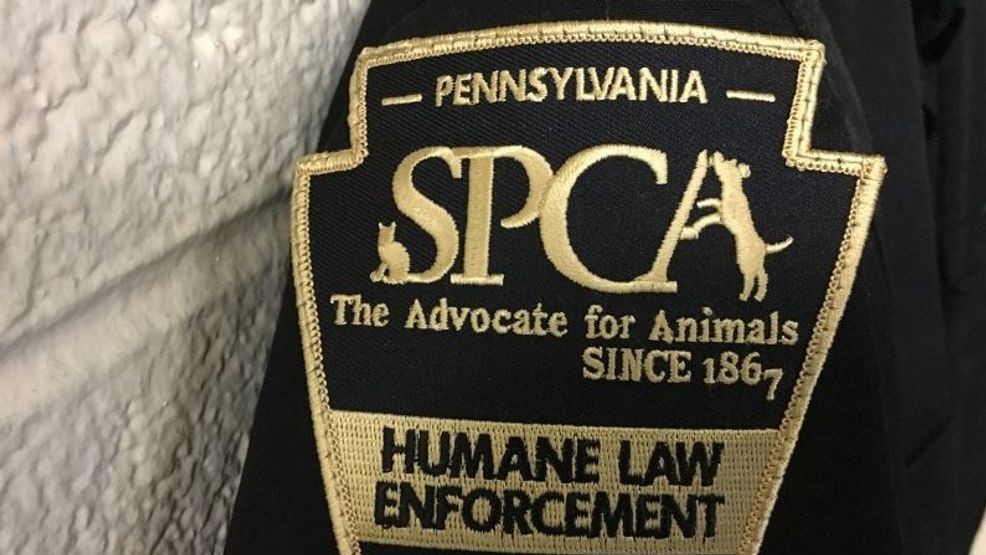 — PENNSYLVANIA —
SPCA
The Advocate for Animals
SINCE 1867
HUMANE LAW
ENFORCEMENT